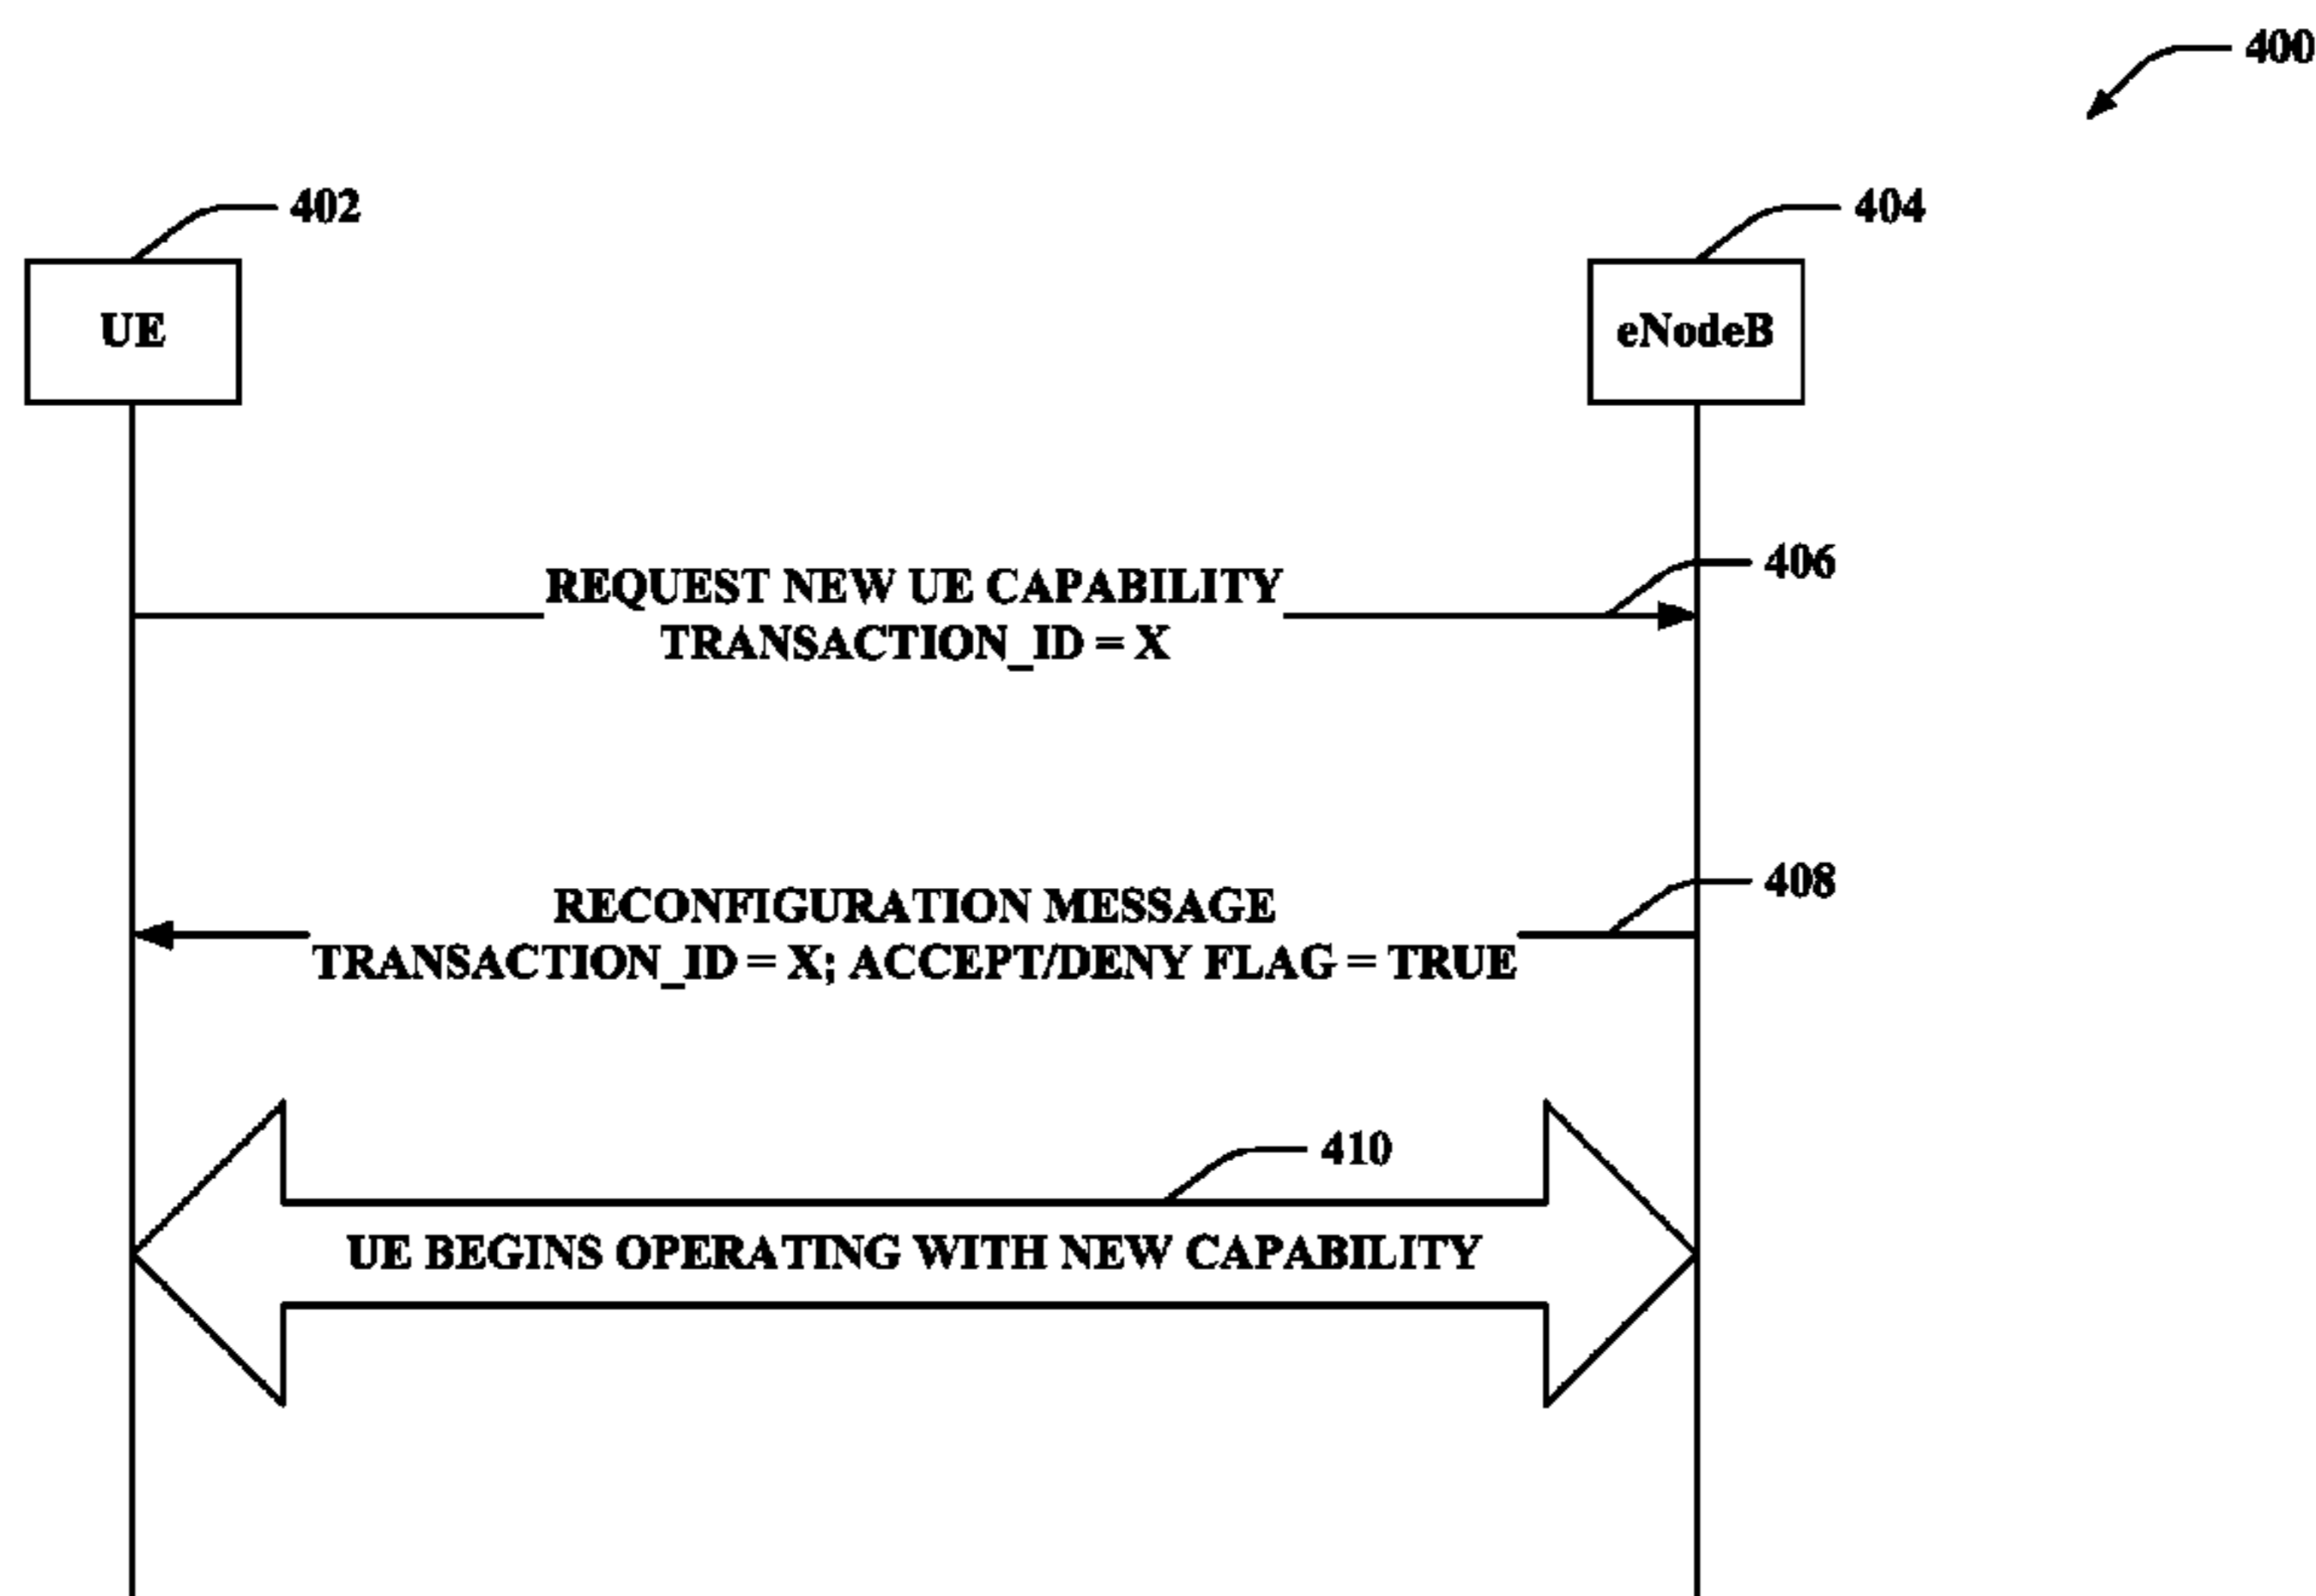 400
402
404
UE
eNodeB
406
REQUEST NEW UE CAPABILITY
TRANSACTION_ID = X
408
RECONFIGURATION MESSAGE
TRANSACTION_ID = X; ACCEPT/DENY FLAG = TRUE
410
UE BEGINS OPERATING WITH NEW CAPABILITY